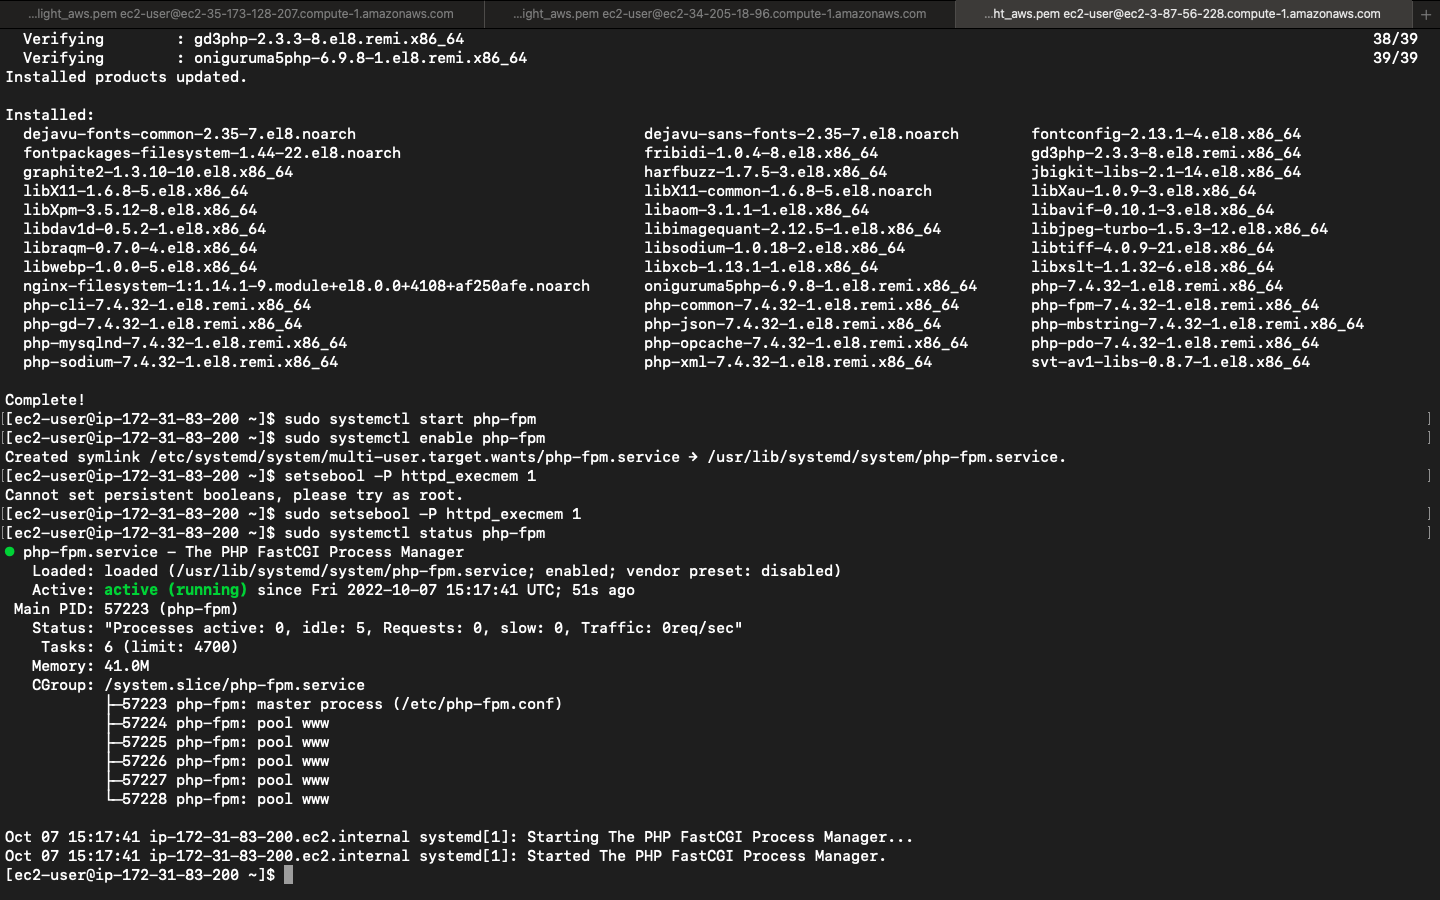 ...light_aws.pem ec2-user@ec2-35-173-128-207.compute-1.amazonaws.com ...ight_aws.pem ec2-user@ec2-34-205-18-96.compute-1.amazonaws.com ...ht_aws.pem ec2-user@ec2-3-87-56-228.compute-1.amazonaws.com +
Verifying : gd3php-2.3.3-8.el8.remi.x86_64 38/39
Verifying : oniguruma5php-6.9.8-1.el8.remi.x86_64 39/39
Installed products updated.
Installed:
dejavu-fonts-common-2.35-7.el8.noarch dejavu-sans-fonts-2.35-7.el8.noarch fontconfig-2.13.1-4.el8.x86_64
fontpackages-filesystem-1.44-22.el8.noarch fribidi-1.0.4-8.el8.x86_64 gd3php-2.3.3-8.el8.remi.x86_64
graphite2-1.3.10-10.el8.x86_64 harfbuzz-1.7.5-3.el8.x86_64 jbigkit-libs-2.1-14.el8.x86_64
libX11-1.6.8-5.el8.x86_64 libX11-common-1.6.8-5.el8.noarch libXau-1.0.9-3.el8.x86_64
libXpm-3.5.12-8.el8.x86_64 libaom-3.1.1-1.el8.x86_64 libavif-0.10.1-3.el8.x86_64
libdav1d-0.5.2-1.el8.x86_64 libimagequant-2.12.5-1.el8.x86_64 libjpeg-turbo-1.5.3-12.el8.x86_64
libraqm-0.7.0-4.el8.x86_64 libsodium-1.0.18-2.el8.x86_64 libtiff-4.0.9-21.el8.x86_64
libwebp-1.0.0-5.el8.x86_64 libxcb-1.13.1-1.el8.x86_64 libxslt-1.1.32-6.el8.x86_64
nginx-filesystem-1:1.14.1-9.module+el8.0.0+4108+af250afe.noarch oniguruma5php-6.9.8-1.el8.remi.x86_64 php-7.4.32-1.el8.remi.x86_64
php-cli-7.4.32-1.el8.remi.x86_64 php-common-7.4.32-1.el8.remi.x86_64 php-fpm-7.4.32-1.el8.remi.x86_64
php-gd-7.4.32-1.el8.remi.x86_64 php-json-7.4.32-1.el8.remi.x86_64 php-mbstring-7.4.32-1.el8.remi.x86_64
php-mysqlnd-7.4.32-1.el8.remi.x86_64 php-opcache-7.4.32-1.el8.remi.x86_64 php-pdo-7.4.32-1.el8.remi.x86_64
php-sodium-7.4.32-1.el8.remi.x86_64 php-xml-7.4.32-1.el8.remi.x86_64 svt-av1-libs-0.8.7-1.el8.x86_64
Complete!
[[ec2-user@ip-172-31-83-200 ~]$ sudo systemctl start php-fpm ]
[[ec2-user@ip-172-31-83-200 ~]$ sudo systemctl enable php-fpm ]
Created symlink /etc/systemd/system/multi-user.target.wants/php-fpm.service → /usr/lib/systemd/system/php-fpm.service.
[[ec2-user@ip-172-31-83-200 ~]$ setsebool -P httpd_execmem 1 ]
Cannot set persistent booleans, please try as root.
[[ec2-user@ip-172-31-83-200 ~]$ sudo setsebool -P httpd_execmem 1 ]
[[ec2-user@ip-172-31-83-200 ~]$ sudo systemctl status php-fpm ]
● php-fpm.service - The PHP FastCGI Process Manager
Loaded: loaded (/usr/lib/systemd/system/php-fpm.service; enabled; vendor preset: disabled)
Active: active (running) since Fri 2022-10-07 15:17:41 UTC; 51s ago
Main PID: 57223 (php-fpm)
Status: "Processes active: 0, idle: 5, Requests: 0, slow: 0, Traffic: 0req/sec"
Tasks: 6 (limit: 4700)
Memory: 41.0M
CGroup: /system.slice/php-fpm.service
├─57223 php-fpm: master process (/etc/php-fpm.conf)
├─57224 php-fpm: pool www
├─57225 php-fpm: pool www
├─57226 php-fpm: pool www
├─57227 php-fpm: pool www
└─57228 php-fpm: pool www
Oct 07 15:17:41 ip-172-31-83-200.ec2.internal systemd[1]: Starting The PHP FastCGI Process Manager...
Oct 07 15:17:41 ip-172-31-83-200.ec2.internal systemd[1]: Started The PHP FastCGI Process Manager.
[ec2-user@ip-172-31-83-200 ~]$